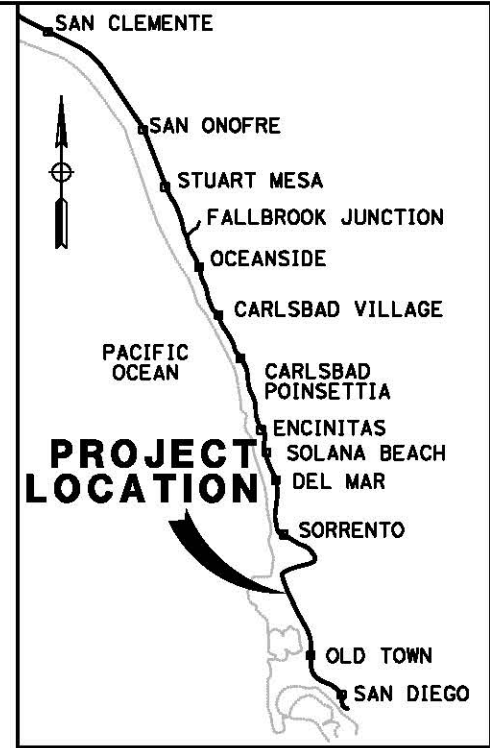 SAN CLEMENTE
SAN ONOFRE
STUART MESA
FALLBROOK JUNCTION
OCEANSIDE
CARLSBAD VILLAGE
PACIFIC
OCEAN
CARLSBAD
POINSETTIA
ENCINITAS
SOLANA BEACH
DEL MAR
PROJECT
LOCATION
SORRENTO
OLD TOWN
SAN DIEGO